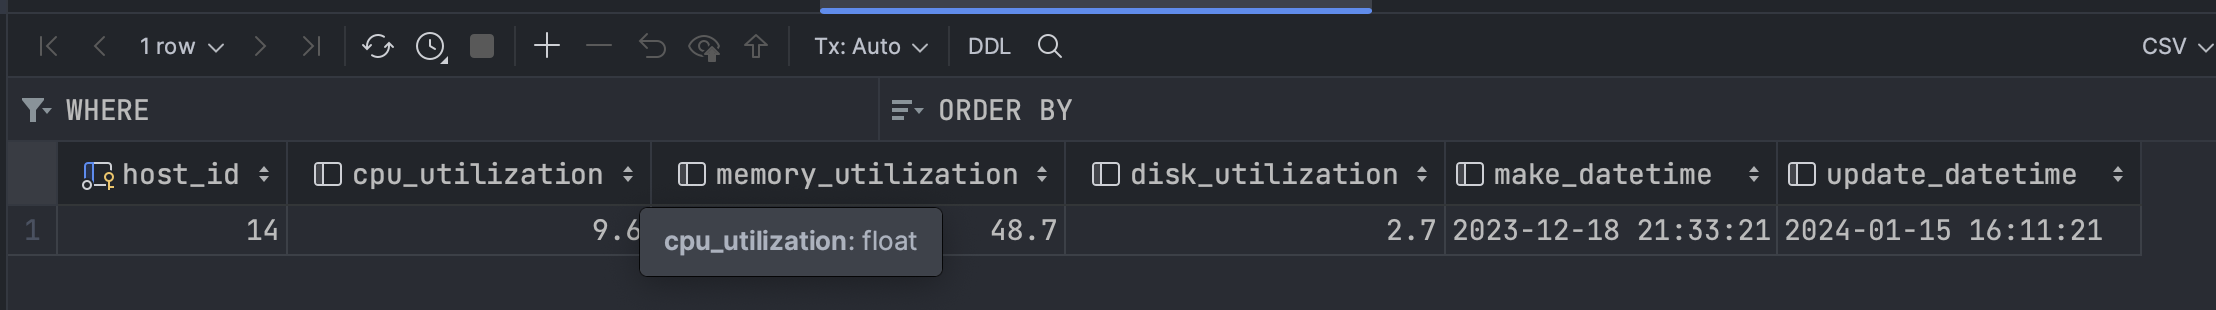 1 row Tx: Auto DDL CSV
WHERE ORDER BY
host_id cpu_utilization memory_utilization disk_utilization make_datetime update_datetime
1 14 9.6 48.7 2.7 2023-12-18 21:33:21 2024-01-15 16:11:21
cpu_utilization: float